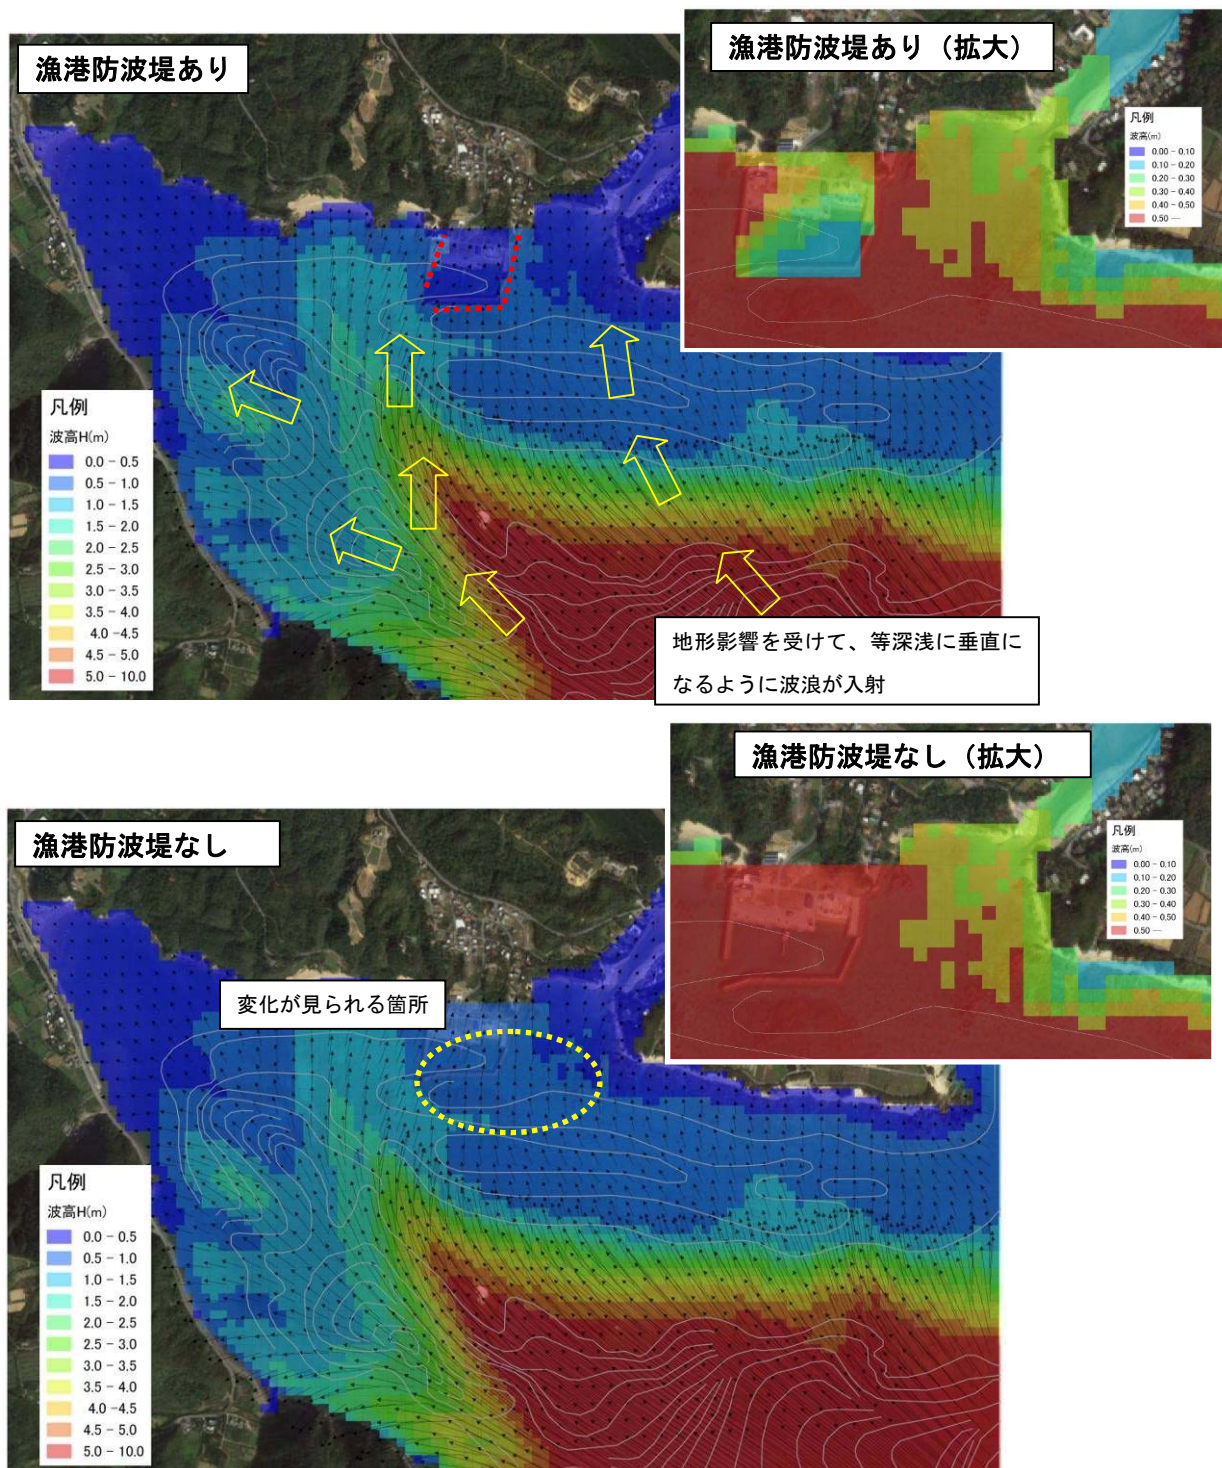 漁港防波堤あり
漁港防波堤あり（拡大）
凡例
波高(m)
0.00 − 0.10
0.10 − 0.20
0.20 − 0.30
0.30 − 0.40
0.40 − 0.50
0.50 —
凡例
波高H(m)
0.0 − 0.5
0.5 − 1.0
1.0 − 1.5
1.5 − 2.0
2.0 − 2.5
2.5 − 3.0
3.0 − 3.5
3.5 − 4.0
4.0 −4.5
4.5 − 5.0
5.0 − 10.0
地形影響を受けて、等深浅に垂直に
なるように波浪が入射
漁港防波堤なし（拡大）
凡例
波高(m)
0.00 − 0.10
0.10 − 0.20
0.20 − 0.30
0.30 − 0.40
0.40 − 0.50
0.50 —
漁港防波堤なし
変化が見られる箇所
凡例
波高H(m)
0.0 − 0.5
0.5 − 1.0
1.0 − 1.5
1.5 − 2.0
2.0 − 2.5
2.5 − 3.0
3.0 − 3.5
3.5 − 4.0
4.0 −4.5
4.5 − 5.0
5.0 − 10.0